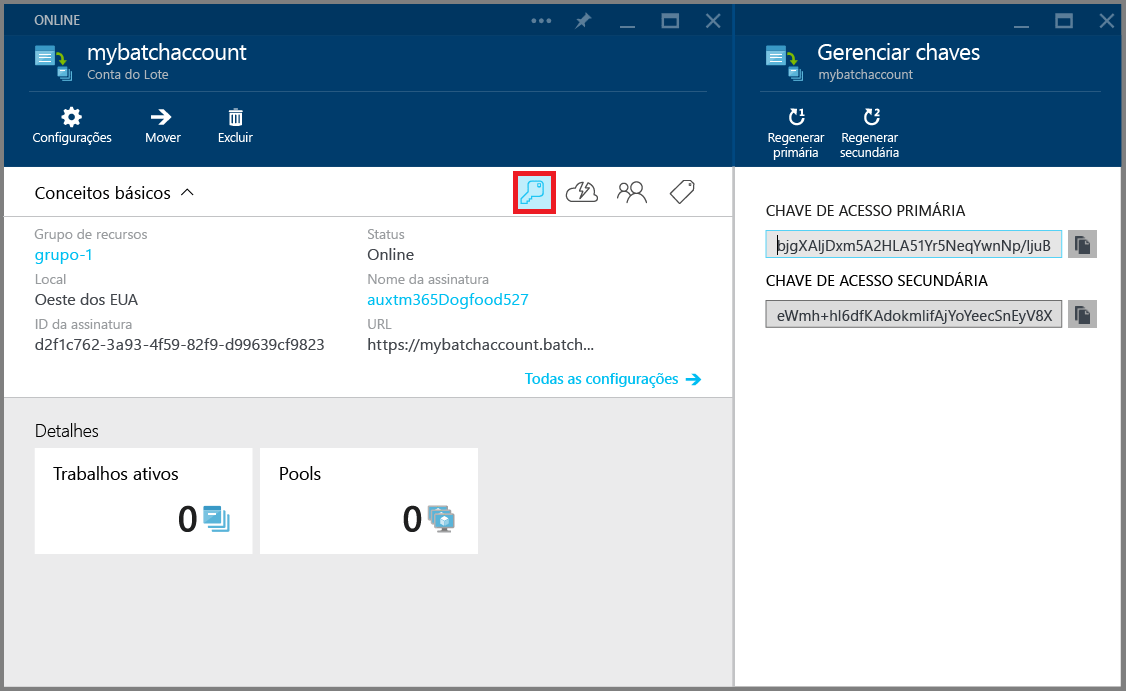 ONLINE
mybatchaccount
Conta do Lote
Configurações
Mover
Excluir
Conceitos básicos
Grupo de recursos
grupo-1
Status
Online
Local
Oeste dos EUA
Nome da assinatura
auxtm365Dogfood527
ID da assinatura
d2f1c762-3a93-4f59-82f9-d99639cf9823
URL
https://mybatchaccount.batch...
Todas as configurações
Detalhes
Trabalhos ativos
0
Pools
0
Gerenciar chaves
mybatchaccount
Regenerar
primária
Regenerar
secundária
CHAVE DE ACESSO PRIMÁRIA
bjgXAljDxm5A2HLA51Yr5NeqYwnNp/ljuB
CHAVE DE ACESSO SECUNDÁRIA
eWmh+hl6dfKAdokmlifAjYoYeecSnEyV8X